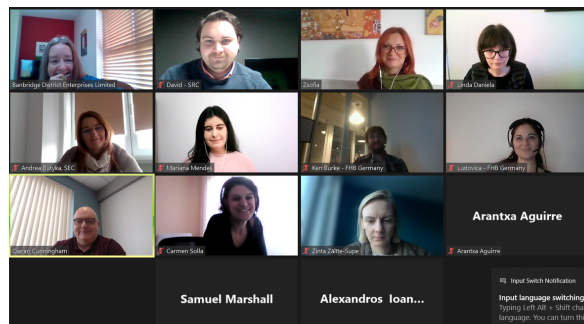 Banbridge District Enterprises Limited
David - SRC
Zsofia
Linda Daniela
Andrea Batyka, SEC
Mariana Mendes
Ken Burke - FHB Germany
Ludovica - FHB Germany
Ciaran Cunningham
Carmen Solla
Zinta Zālīte-Supe
Arantxa Aguirre
Arantxa Aguirre
Samuel Marshall
Alexandros Ioan...
Input Switch Notification
Input language switching
Typing Left Alt + Shift cha
language. You can turn th